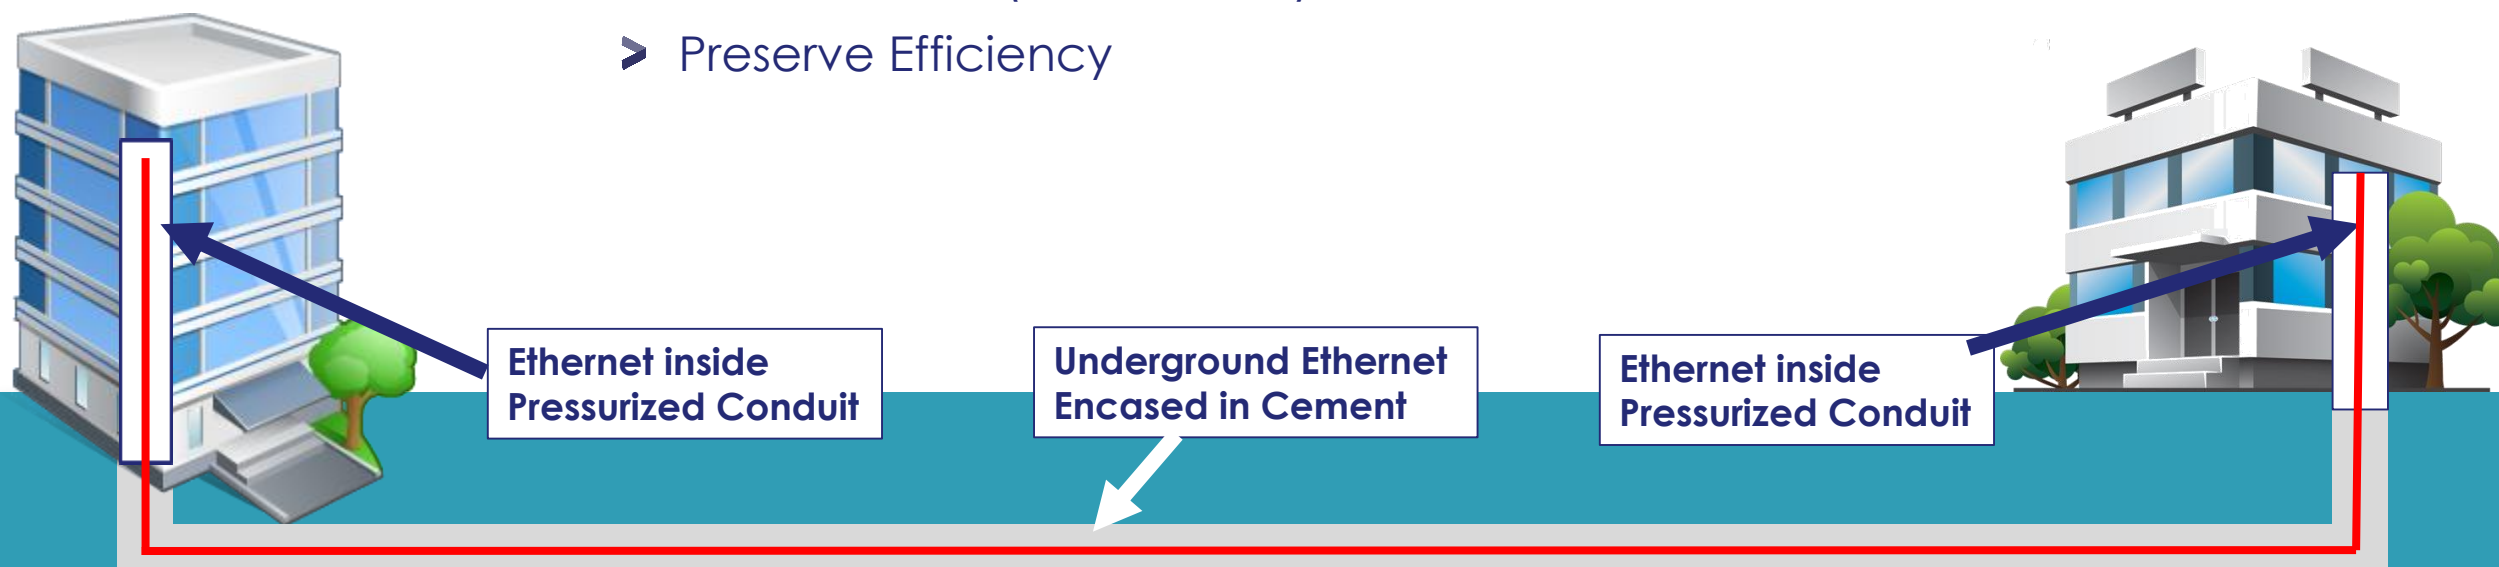 > Preserve Efficiency
Ethernet inside
Pressurized Conduit
Underground Ethernet
Encased in Cement
Ethernet inside
Pressurized Conduit